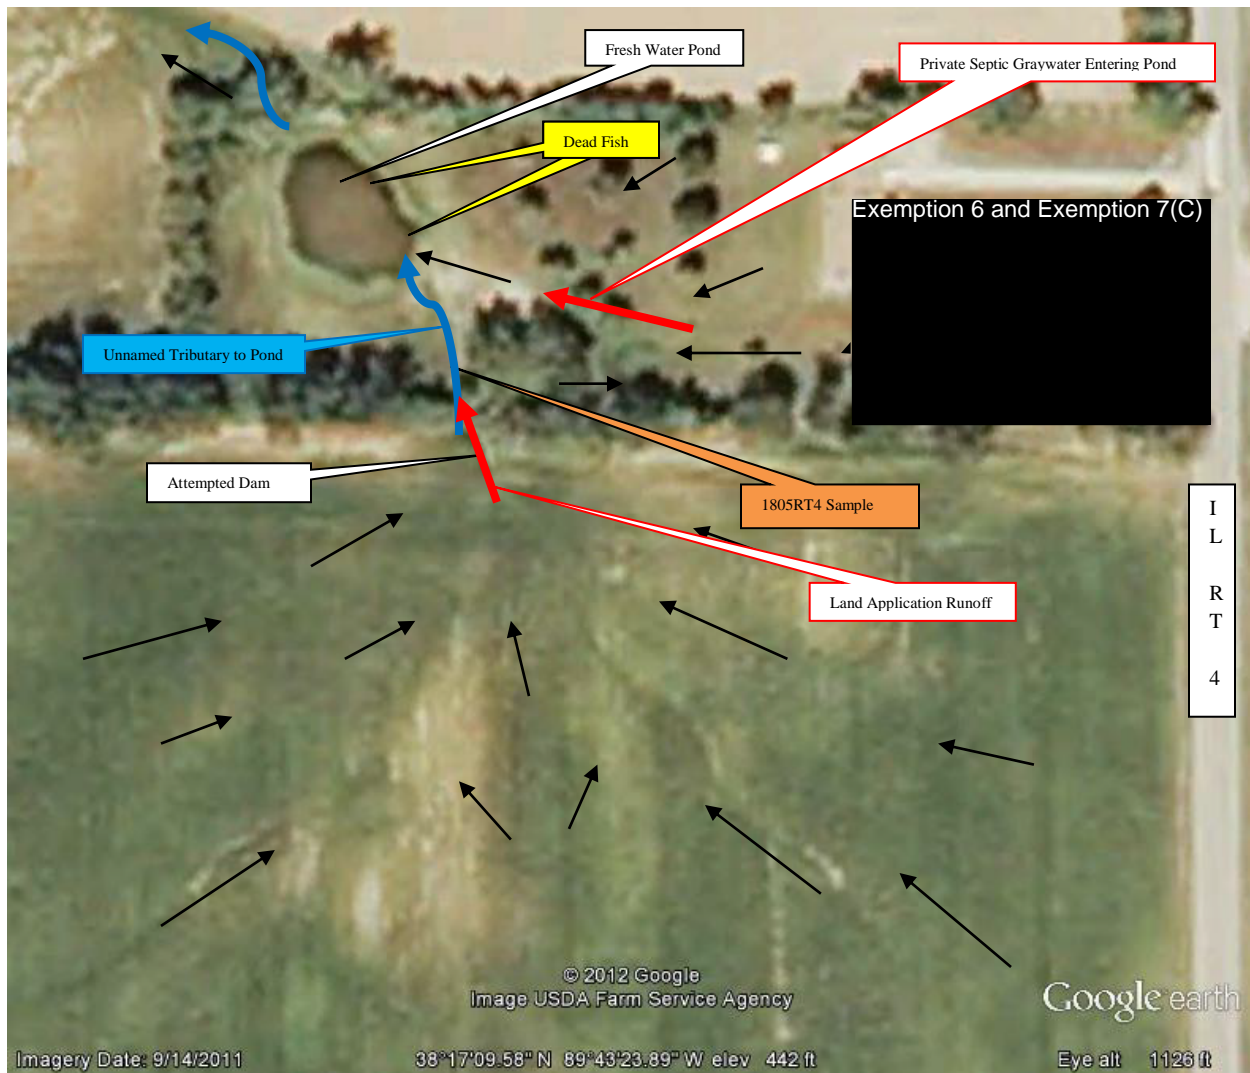 Fresh Water Pond
Private Septic Graywater Entering Pond
Dead Fish
Exemption 6 and Exemption 7(C)
Unnamed Tributary to Pond
Attempted Dam
1805RT4 Sample
I
L
R
T
4
Land Application Runoff
© 2012 Google
Image USDA Farm Service Agency
Google earth
Imagery Date: 9/14/2011 38°17'09.58" N 89°43'23.89" W elev 442 ft Eye alt 1126 ft